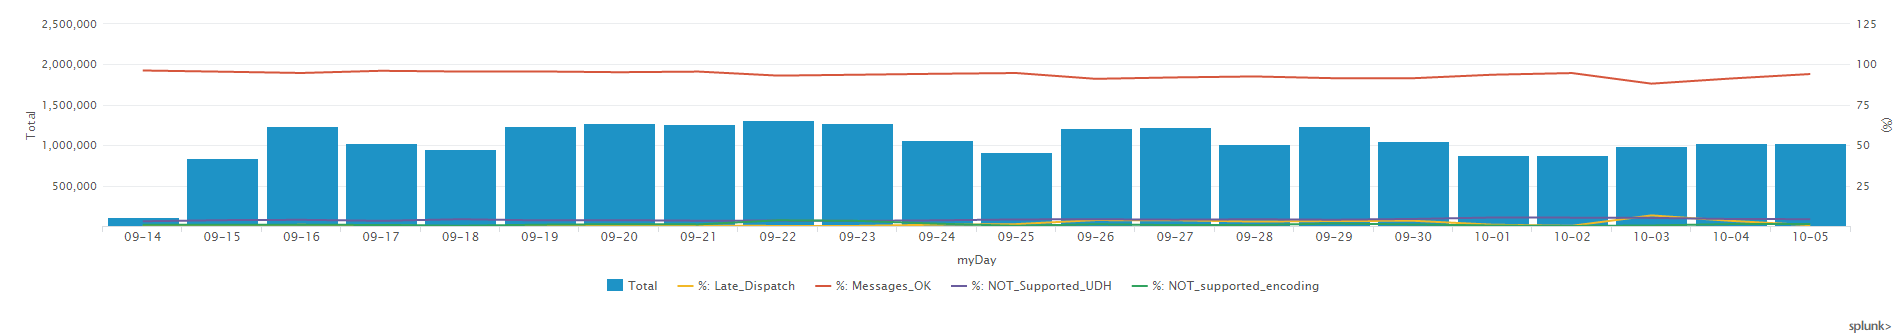 2,500,000
2,000,000
1,500,000
1,000,000
500,000
Total
125
100
75
50
25
(%)
09-14 09-15 09-16 09-17 09-18 09-19 09-20 09-21 09-22 09-23 09-24 09-25 09-26 09-27 09-28 09-29 09-30 10-01 10-02 10-03 10-04 10-05
myDay
Total %: Late_Dispatch %: Messages_OK %: NOT_Supported_UDH %: NOT_supported_encoding
splunk>